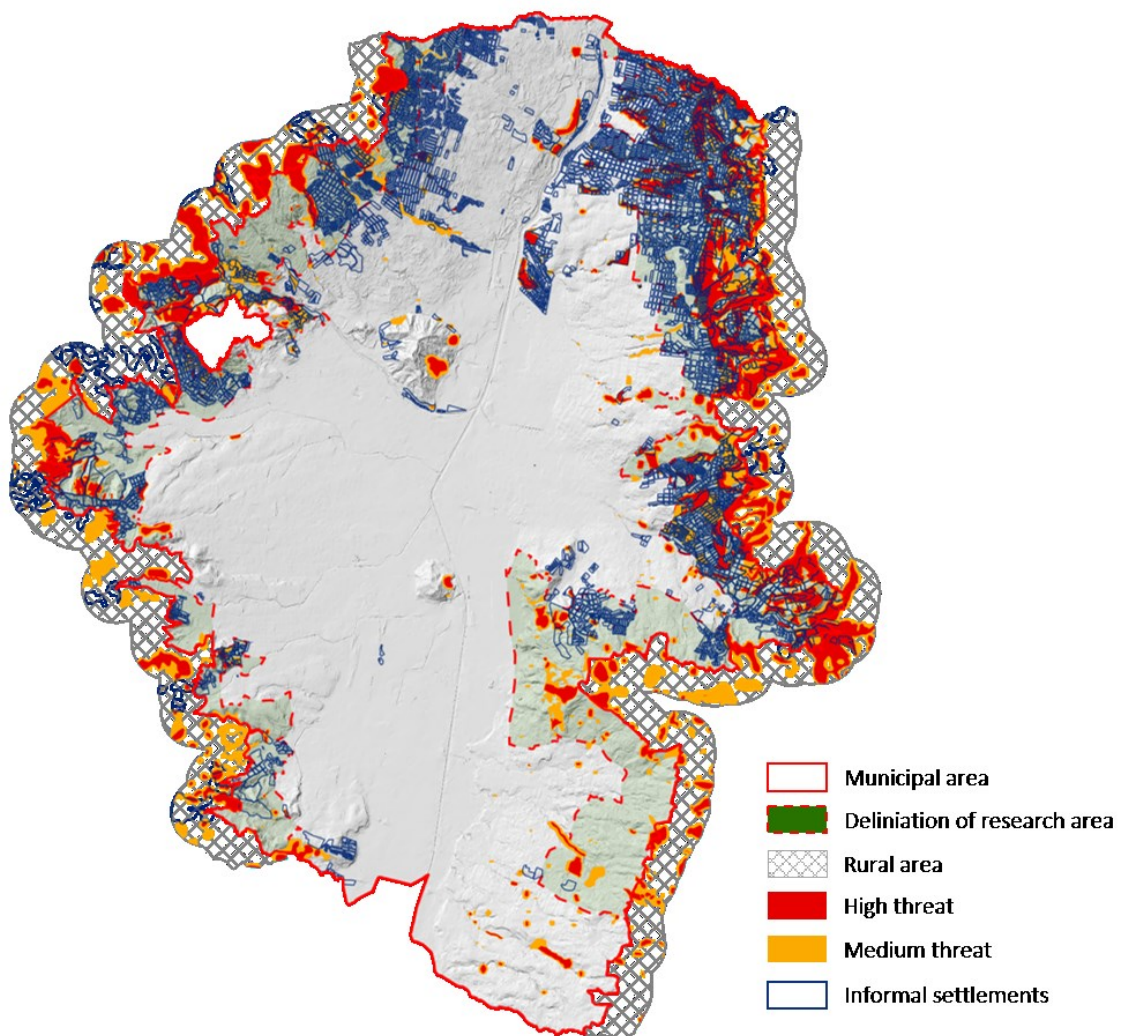 Municipal area
Deliniation of research area
Rural area
High threat
Medium threat
Informal settlements